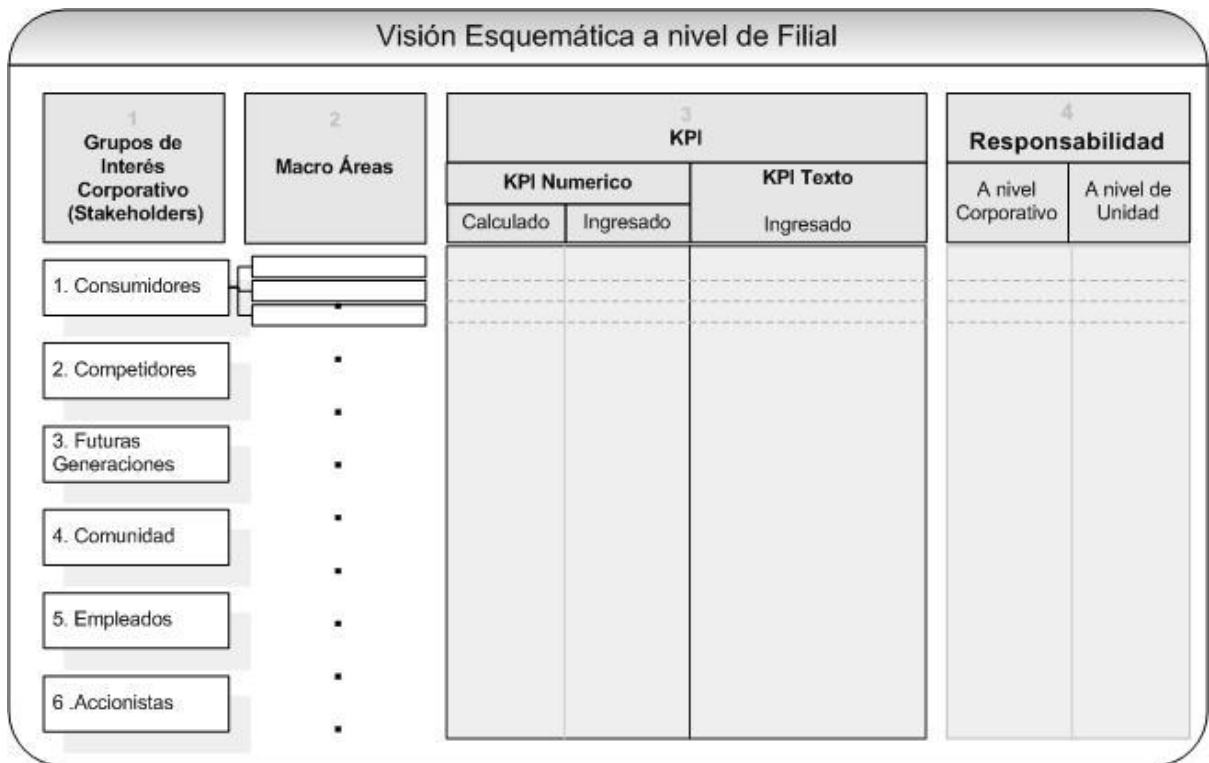 Visión Esquemática a nivel de Filial
1
Grupos de
Interés
Corporativo
(Stakeholders)
2
Macro Áreas
3
KPI
KPI Numerico
Calculado
Ingresado
KPI Texto
Ingresado
4
Responsabilidad
A nivel
Corporativo
A nivel de
Unidad
1. Consumidores
2. Competidores
3. Futuras
Generaciones
4. Comunidad
5. Empleados
6 .Accionistas